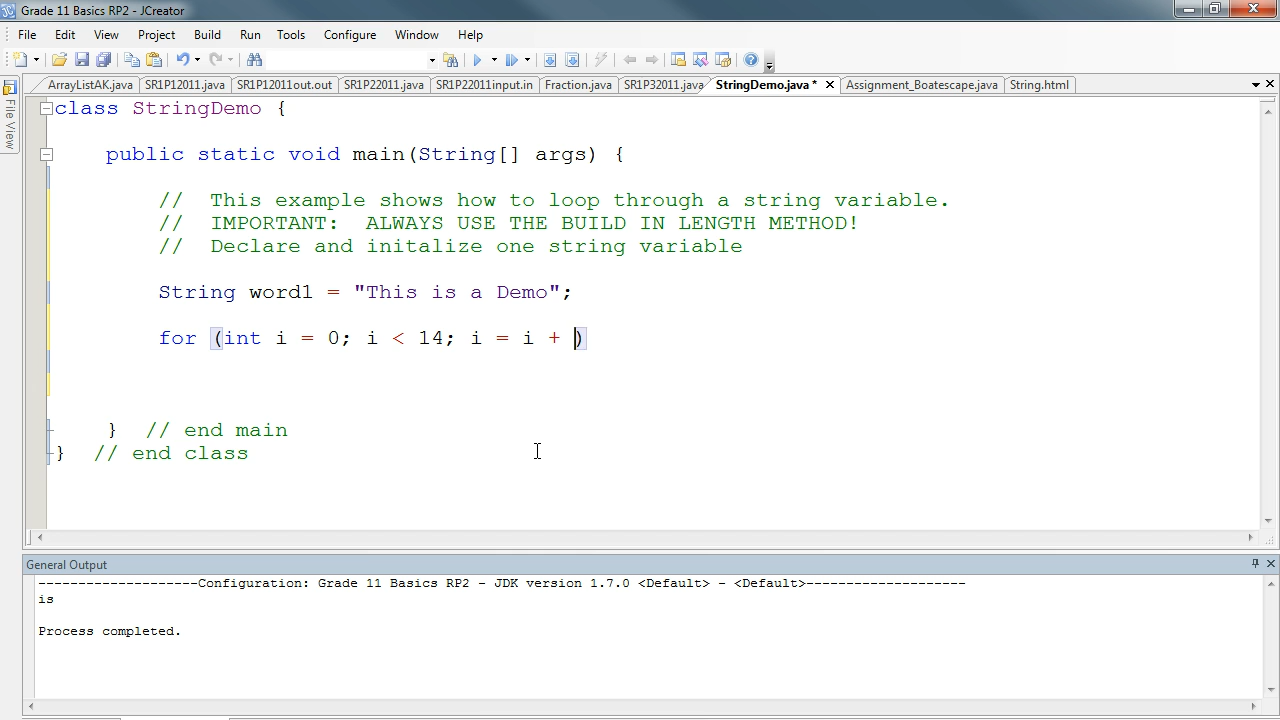 Grade 11 Basics RP2 - JCreator
File Edit View Project Build Run Tools Configure Window Help
ArrayListAK.java SR1P12011.java SR1P12011out.out SR1P22011.java SR1P22011input.in Fraction.java SR1P32011.java StringDemo.java * Assignment_Boatescape.java String.html
File View
class StringDemo {
public static void main(String[] args) {
// This example shows how to loop through a string variable.
// IMPORTANT: ALWAYS USE THE BUILD IN LENGTH METHOD!
// Declare and initalize one string variable
String word1 = "This is a Demo";
for (int i = 0; i < 14; i = i + )
} // end main
} // end class
General Output
--------------------Configuration: Grade 11 Basics RP2 - JDK version 1.7.0 <Default> - <Default>--------------------
is
Process completed.